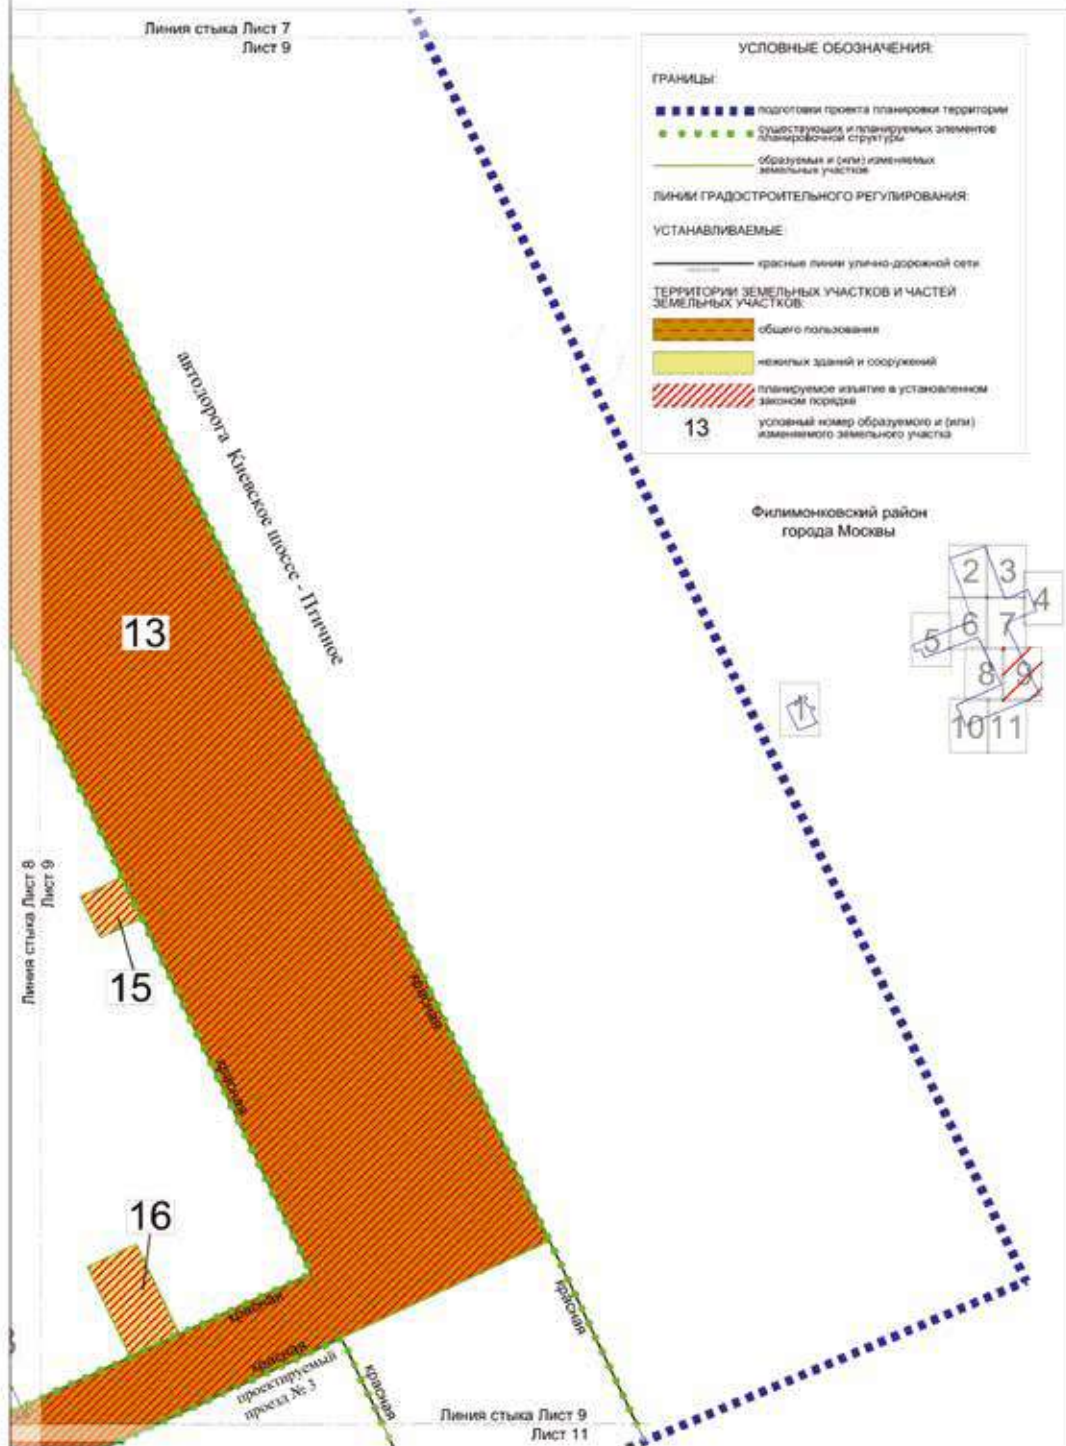 Линия стыка Лист 7
Лист 9
УСЛОВНЫЕ ОБОЗНАЧЕНИЯ:
ГРАНИЦЫ:
подготовки проекта планировки территории
существующих и планируемых элементов
планировочной структуры
образуемых и (или) изменяемых
земельных участков
ЛИНИИ ГРАДОСТРОИТЕЛЬНОГО РЕГУЛИРОВАНИЯ:
УСТАНАВЛИВАЕМЫЕ:
красные линии улично-дорожной сети
ТЕРРИТОРИИ ЗЕМЕЛЬНЫХ УЧАСТКОВ И ЧАСТЕЙ
ЗЕМЕЛЬНЫХ УЧАСТКОВ:
общего пользования
нежилых зданий и сооружений
планируемое изъятие в установленном
законом порядке
13
условный номер образуемого и (или)
изменяемого земельного участка
автодорога Киевское шоссе - Птичное
Филимонковский район
города Москвы
2 3
4
6 7
5
8 9
1
10 11
13
Линия стыка Лист 8
Лист 9
15
красная
красная
16
красная
красная
проектируемый
проезд № 3
красная
красная
Линия стыка Лист 9
Лист 11